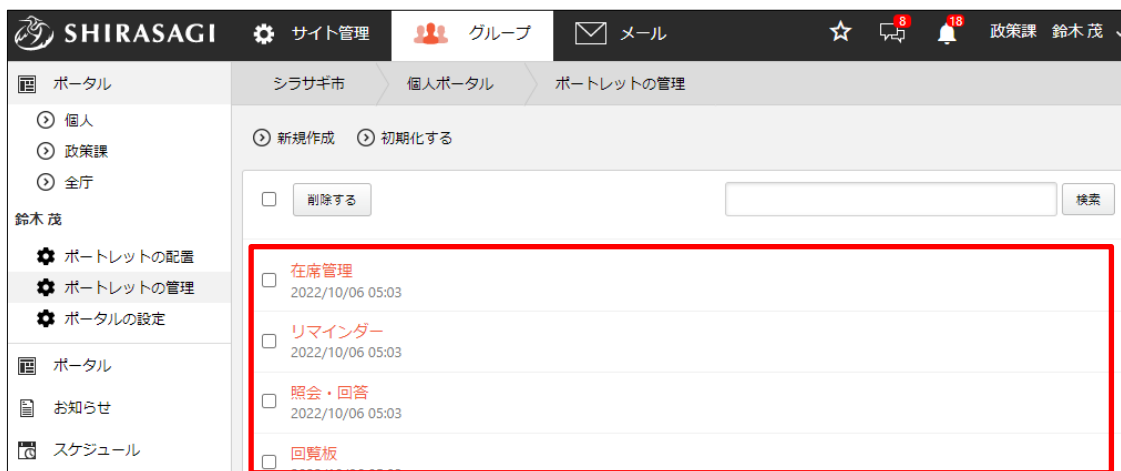 SHIRASAGI サイト管理 グループ メール 8 18 政策課 鈴木 茂
ポータル
シラサギ市 個人ポータル ポートレットの管理
個人
政策課
全庁
新規作成 初期化する
削除する 検索
鈴木 茂
ポートレットの配置
ポートレットの管理
ポータルの設定
在席管理
2022/10/06 05:03
リマインダー
2022/10/06 05:03
照会・回答
2022/10/06 05:03
回覧板
ポータル
お知らせ
スケジュール